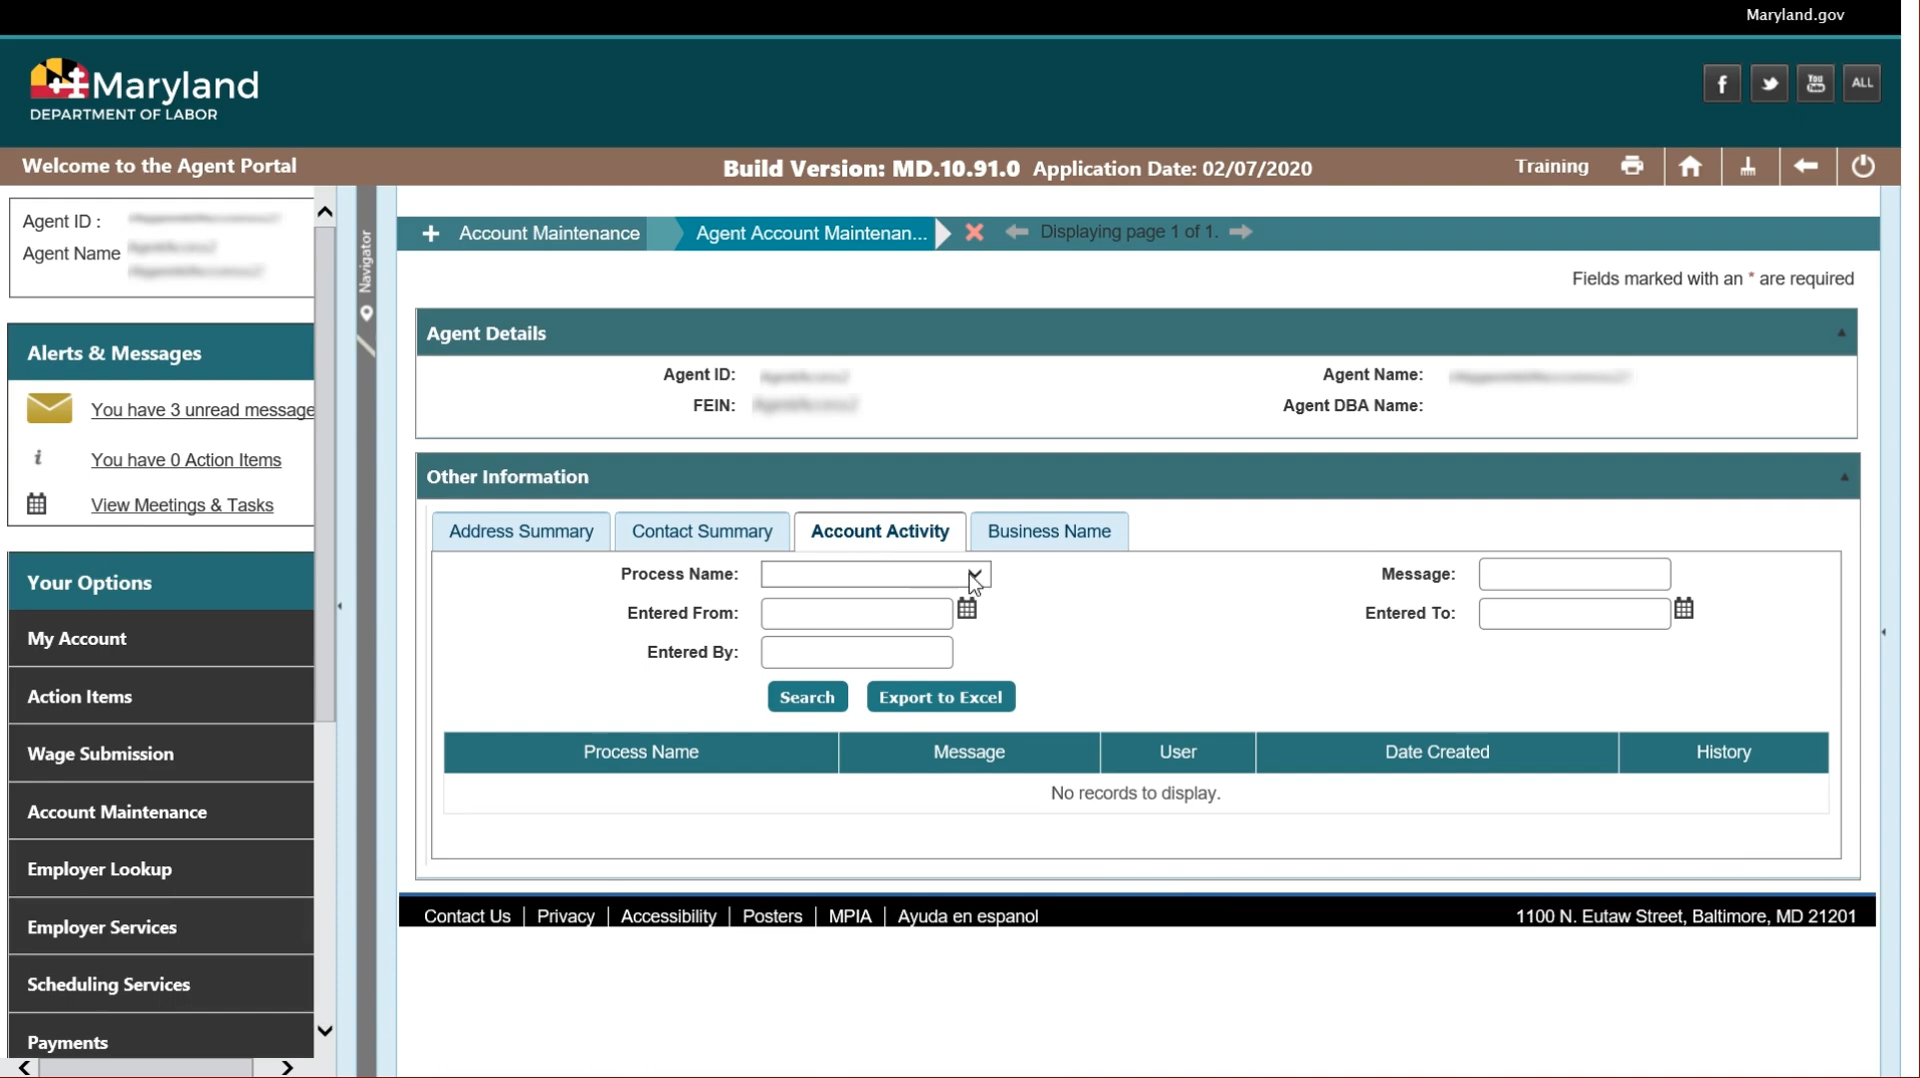 Maryland.gov
Maryland
DEPARTMENT OF LABOR
f
You
ALL
Welcome to the Agent Portal
Build Version: MD.10.91.0 Application Date: 02/07/2020
Training
Agent ID :
Agent Name
Navigator
+ Account Maintenance
Agent Account Maintenan...
Displaying page 1 of 1.
Fields marked with an * are required
Alerts & Messages
You have 3 unread message
i You have 0 Action Items
View Meetings & Tasks
Your Options
My Account
Action Items
Wage Submission
Account Maintenance
Employer Lookup
Employer Services
Scheduling Services
Payments
Agent Details
Agent ID:
Agent Name:
FEIN:
Agent DBA Name:
Other Information
Address Summary
Contact Summary
Account Activity
Business Name
Process Name:
Message:
Entered From:
Entered To:
Entered By:
Search
Export to Excel
Process Name Message User Date Created History
No records to display.
Contact Us | Privacy | Accessibility | Posters | MPIA | Ayuda en espanol
1100 N. Eutaw Street, Baltimore, MD 21201